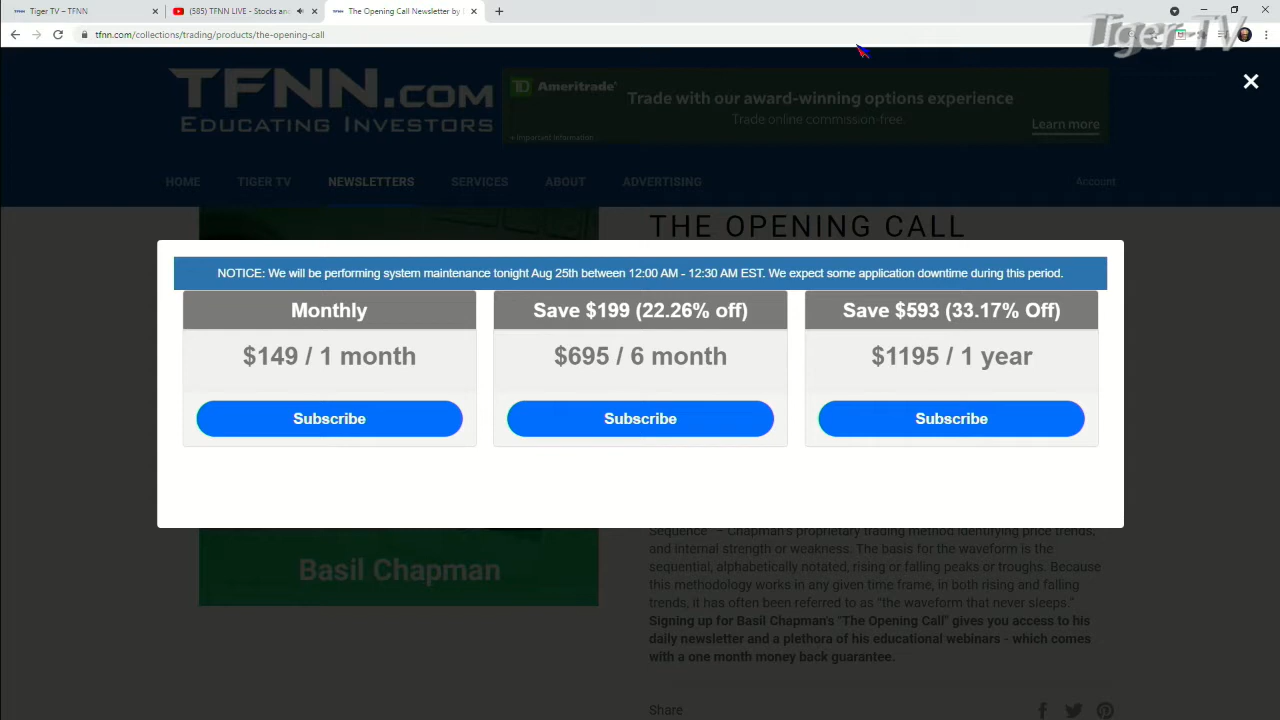 Tiger TV – TFNN
(585) TFNN LIVE - Stocks and
The Opening Call Newsletter by B
tfnn.com/collections/trading/products/the-opening-call
Tiger TV
TFNN.COM
EDUCATING INVESTORS
TD Ameritrade
Trade with our award-winning options experience
Trade online commission-free.
+ Important Information
Learn more
HOME
TIGER TV
NEWSLETTERS
SERVICES
ABOUT
ADVERTISING
Account
THE OPENING CALL
NOTICE: We will be performing system maintenance tonight Aug 25th between 12:00 AM - 12:30 AM EST. We expect some application downtime during this period.
Monthly
$149 / 1 month
Subscribe
Save $199 (22.26% off)
$695 / 6 month
Subscribe
Save $593 (33.17% Off)
$1195 / 1 year
Subscribe
Basil Chapman
Sequence" – Chapman's proprietary trading method identifying price trends,
and internal strength or weakness. The basis for the waveform is the
sequential, alphabetically notated, rising or falling peaks or troughs. Because
this methodology works in any given time frame, in both rising and falling
trends, it has often been referred to as "the waveform that never sleeps."
Signing up for Basil Chapman's "The Opening Call" gives you access to his
daily newsletter and a plethora of his educational webinars - which comes
with a one month money back guarantee.
Share